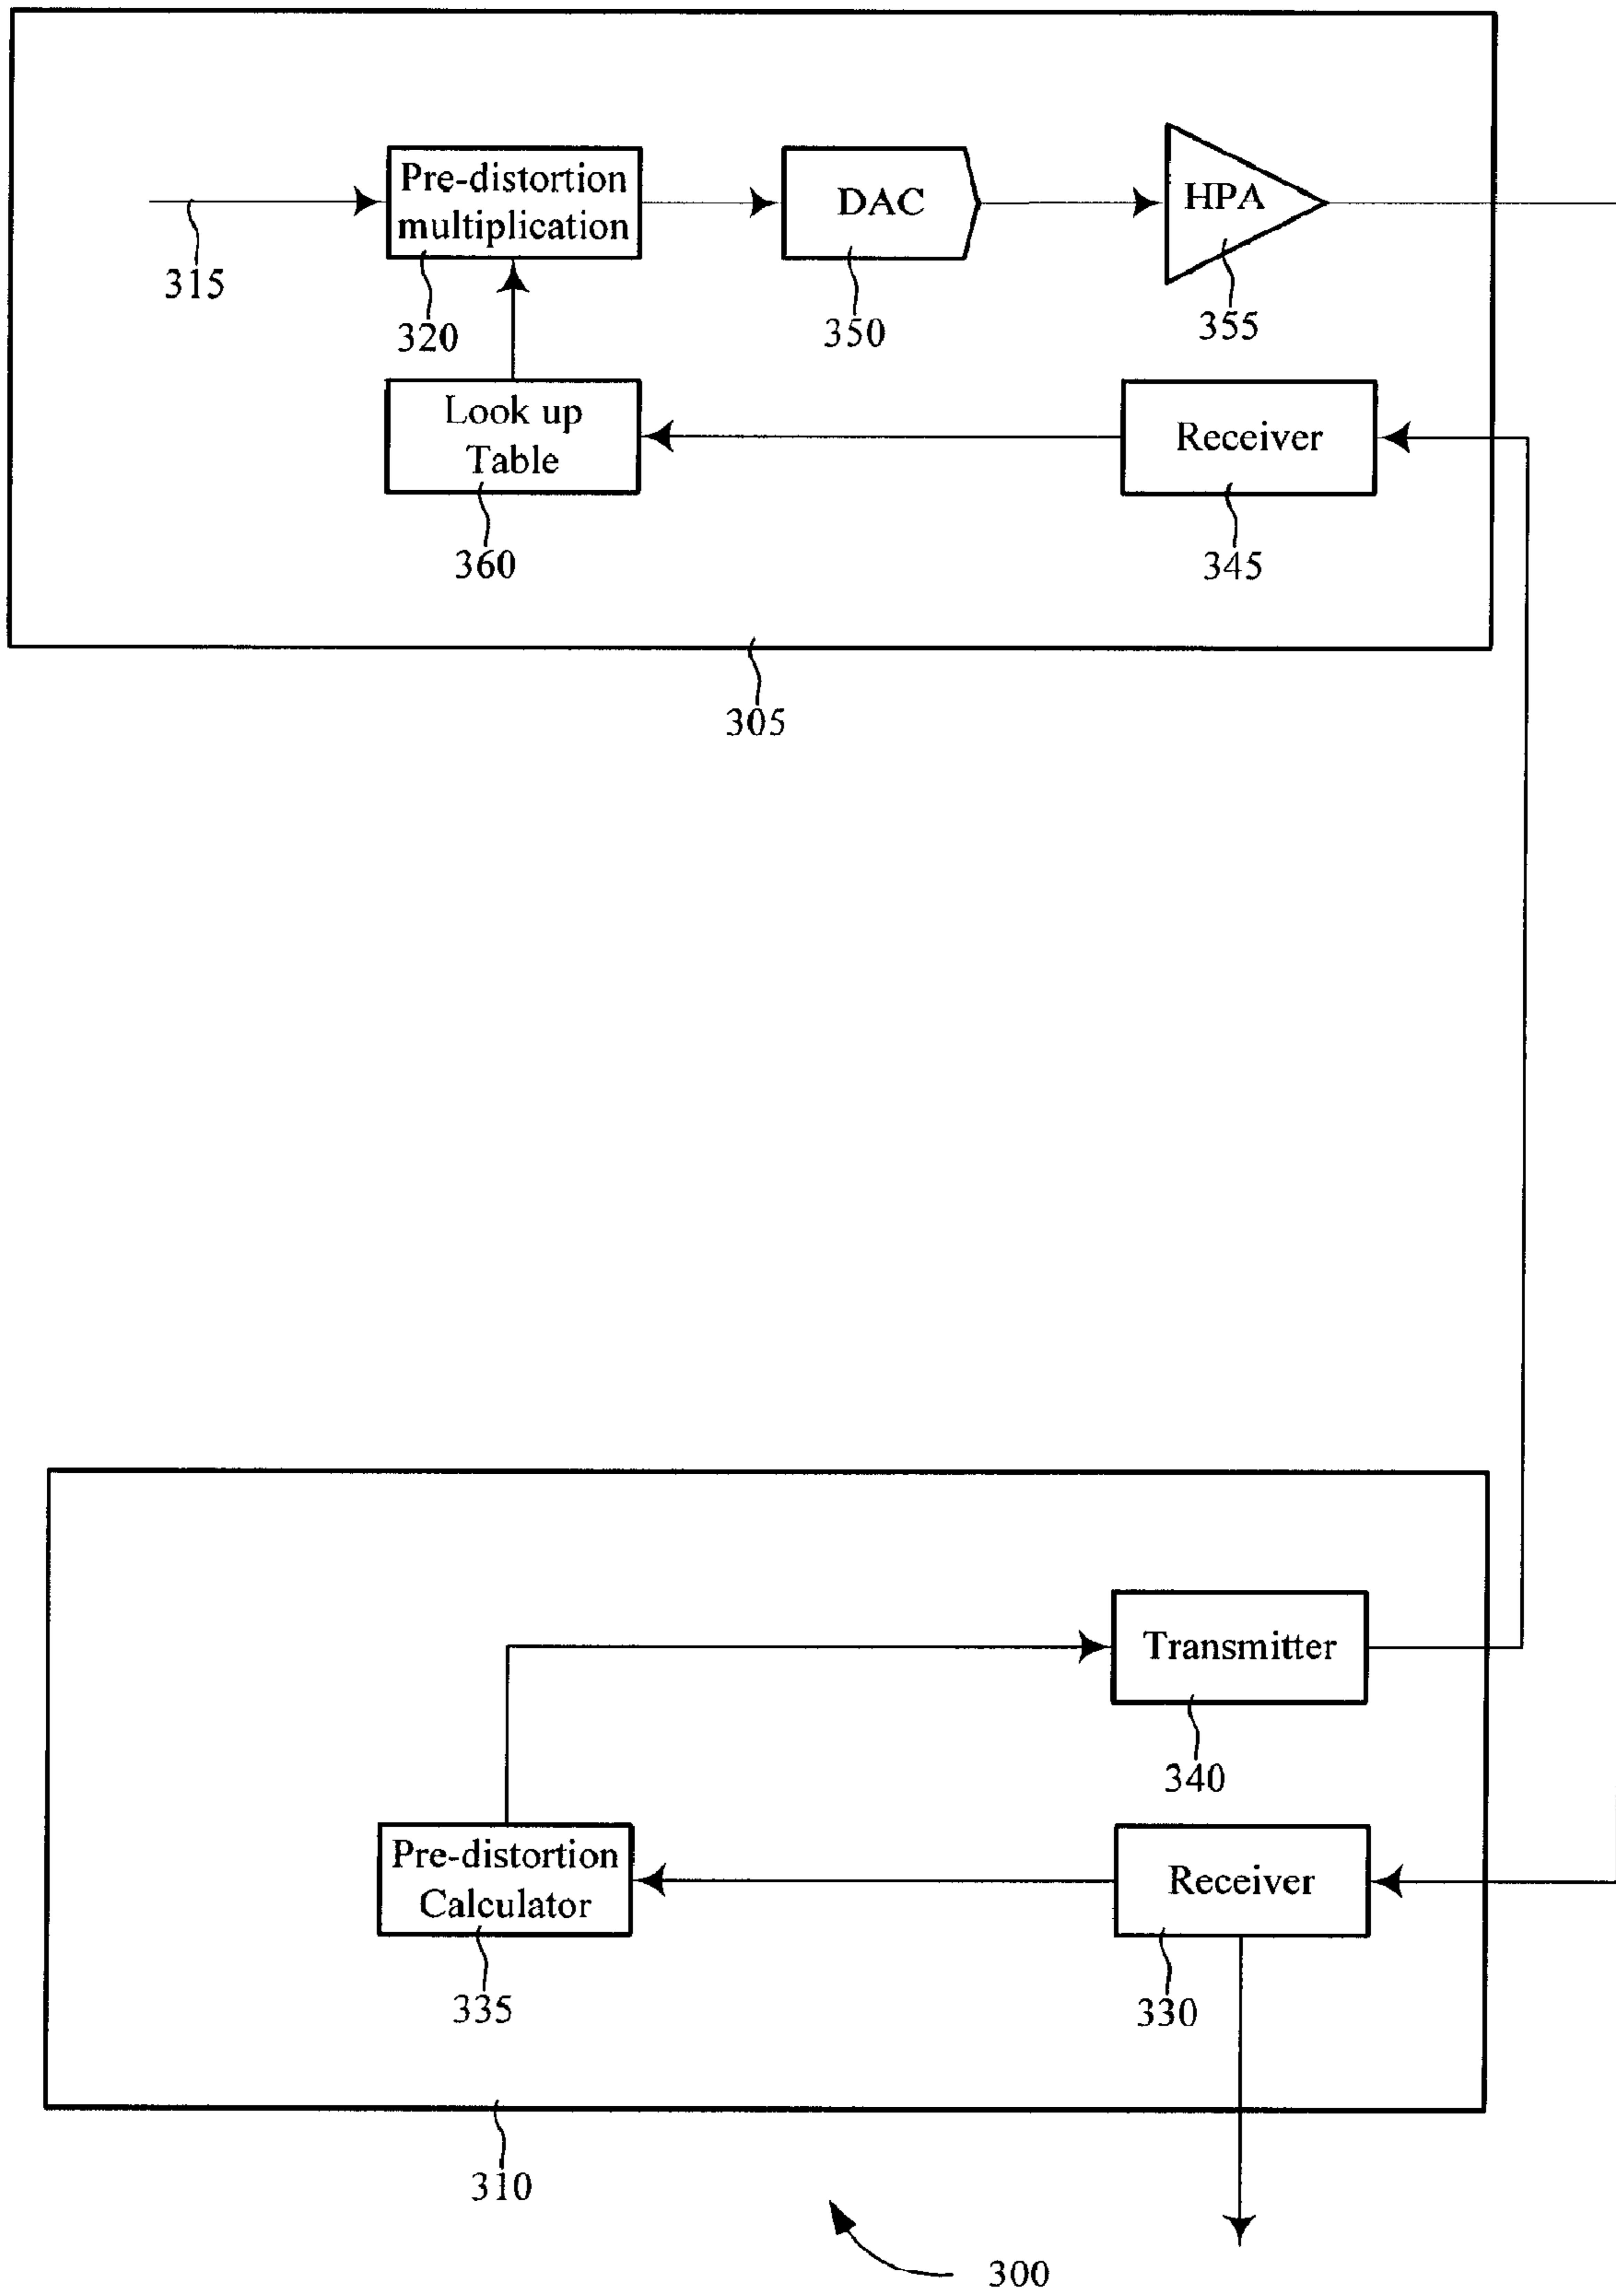 Pre-distortion
multiplication
DAC
HPA
315
320
350
355
Look up
Table
Receiver
360
345
305
Transmitter
340
Pre-distortion
Calculator
Receiver
335
330
310
300